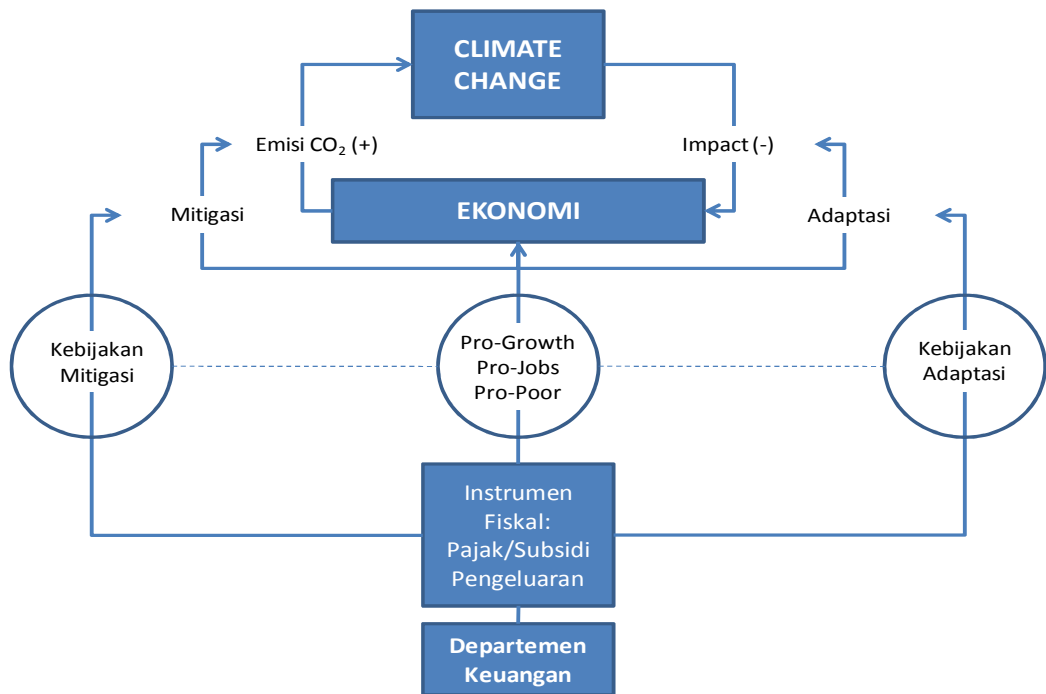 CLIMATE
CHANGE
Emisi CO₂ (+)
Impact (-)
Mitigasi
EKONOMI
Adaptasi
Kebijakan
Mitigasi
Pro-Growth
Pro-Jobs
Pro-Poor
Kebijakan
Adaptasi
Instrumen
Fiskal:
Pajak/Subsidi
Pengeluaran
Departemen
Keuangan